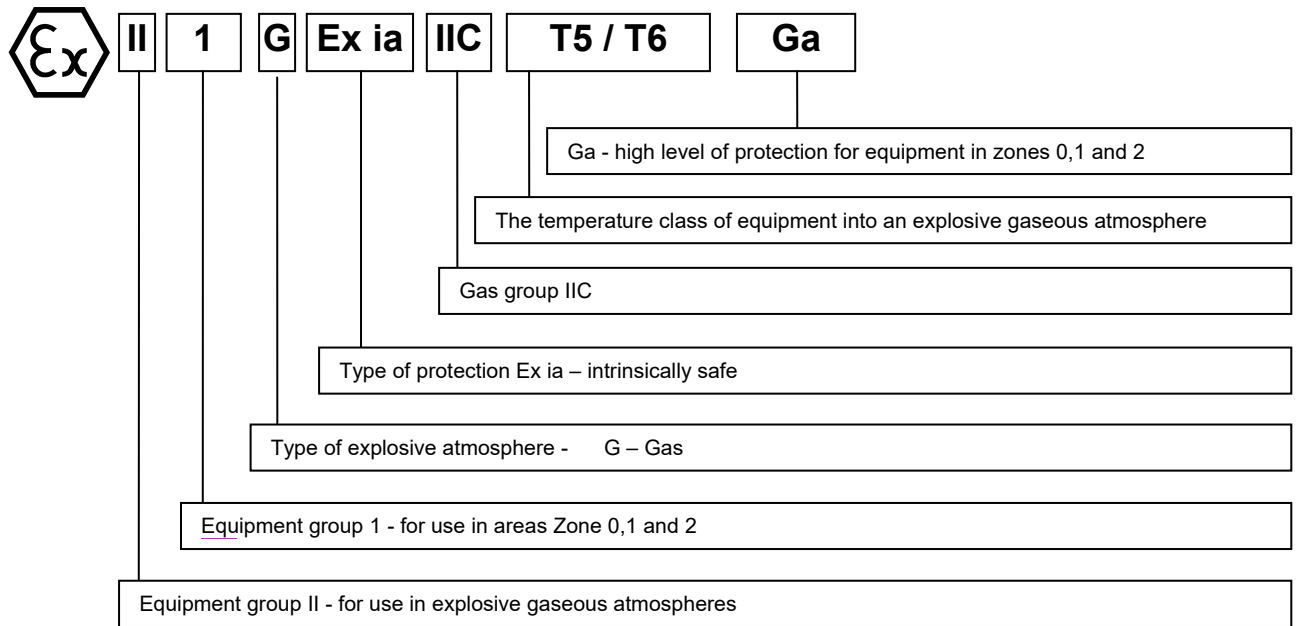 Ex II 1 G Ex ia IIC T5 / T6 Ga
Ga - high level of protection for equipment in zones 0,1 and 2
The temperature class of equipment into an explosive gaseous atmosphere
Gas group IIC
Type of protection Ex ia – intrinsically safe
Type of explosive atmosphere - G – Gas
Equipment group 1 - for use in areas Zone 0,1 and 2
Equipment group II - for use in explosive gaseous atmospheres